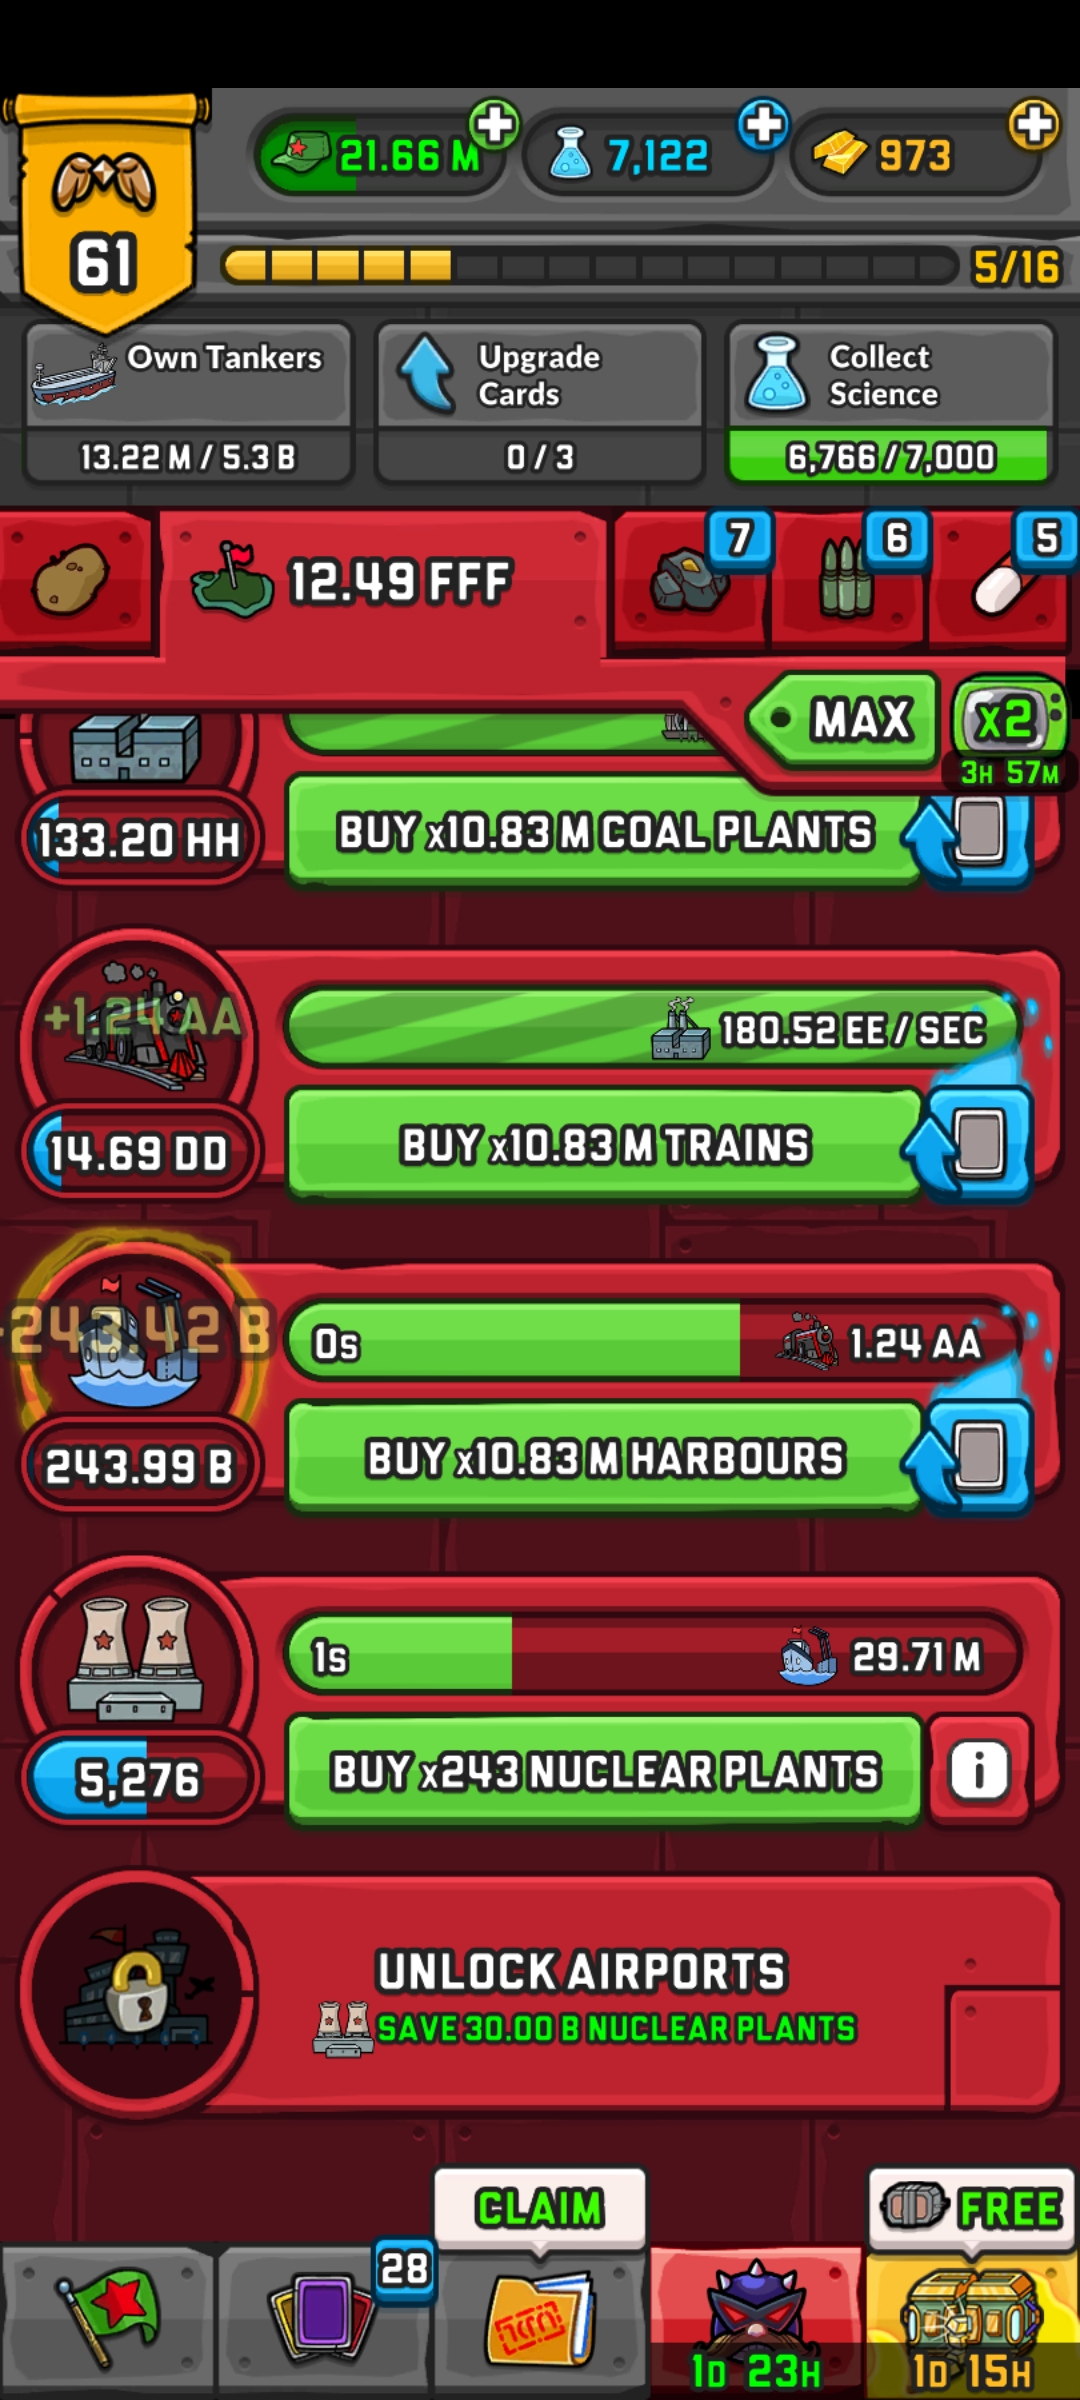 21.66 M
7,122
973
61
5/16
Own Tankers
13.22 M / 5.3 B
Upgrade
Cards
0 / 3
Collect
Science
6,766 / 7,000
12.49 FFF
7
6
5
MAX
x2
3H 57M
133.20 HH
BUY x10.83 M COAL PLANTS
+1.24 AA
180.52 EE / SEC
14.69 DD
BUY x10.83 M TRAINS
+243.42 B
0s
1.24 AA
243.99 B
BUY x10.83 M HARBOURS
1s
29.71 M
5,276
BUY x243 NUCLEAR PLANTS
i
UNLOCK AIRPORTS
SAVE 30.00 B NUCLEAR PLANTS
CLAIM
FREE
28
1D 23H
1D 15H